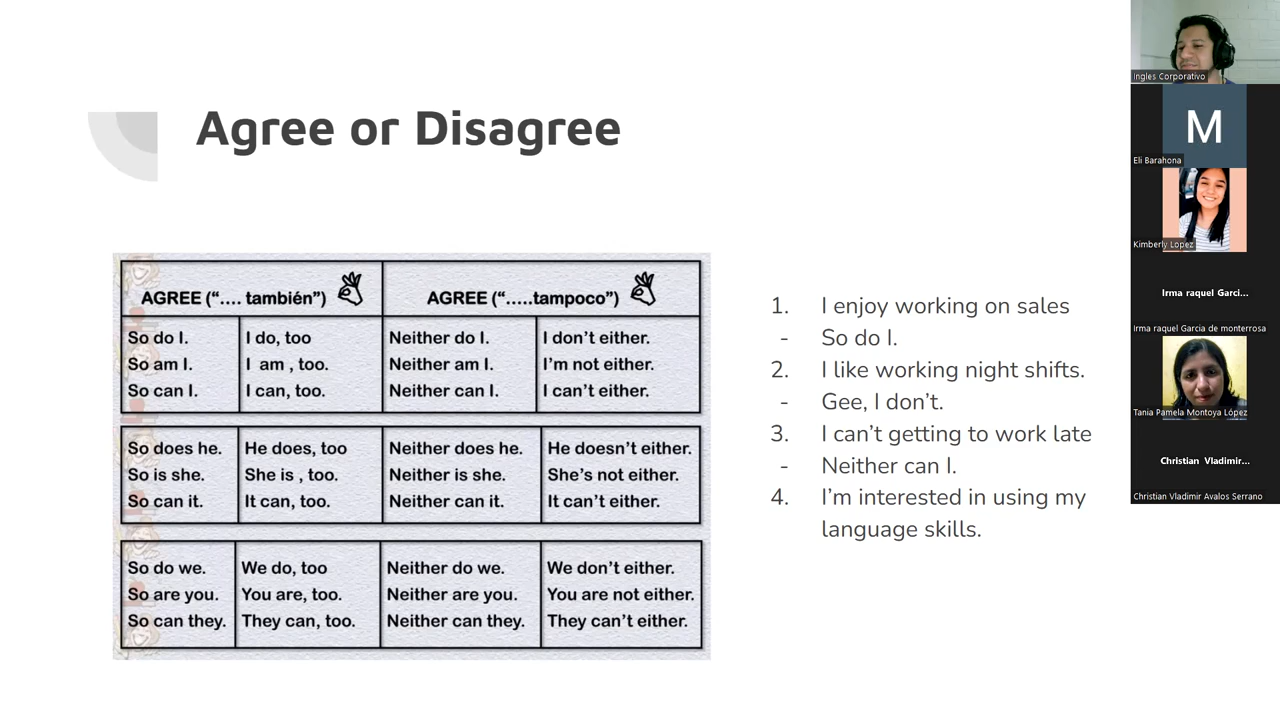 Agree or Disagree
AGREE (“.... también”)
AGREE (“.....tampoco”)
So do I.
I do, too
Neither do I.
I don’t either.
So am I.
I am , too.
Neither am I.
I’m not either.
So can I.
I can, too.
Neither can I.
I can’t either.
So does he.
He does, too
Neither does he.
He doesn’t either.
So is she.
She is , too.
Neither is she.
She’s not either.
So can it.
It can, too.
Neither can it.
It can’t either.
So do we.
We do, too
Neither do we.
We don’t either.
So are you.
You are, too.
Neither are you.
You are not either.
So can they.
They can, too.
Neither can they.
They can’t either.
1. I enjoy working on sales
- So do I.
2. I like working night shifts.
- Gee, I don’t.
3. I can’t getting to work late
- Neither can I.
4. I’m interested in using my
language skills.
Ingles Corporativo
M
Eli Barahona
Kimberly Lopez
Irma raquel Garci...
Irma raquel Garcia de monterrosa
Tania Pamela Montoya López
Christian Vladimir...
Christian Vladimir Avalos Serrano